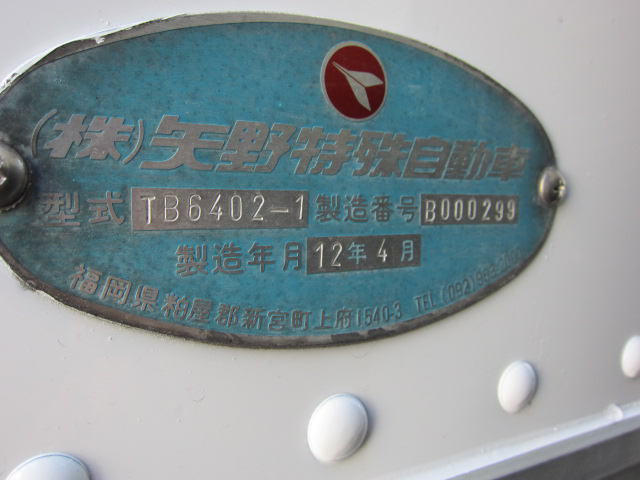 (株)矢野特殊自動車
型式 TB6402-1 製造番号 B000299
製造年月 12年4月
福岡県粕屋郡新宮町上府1540-3 TEL (092)